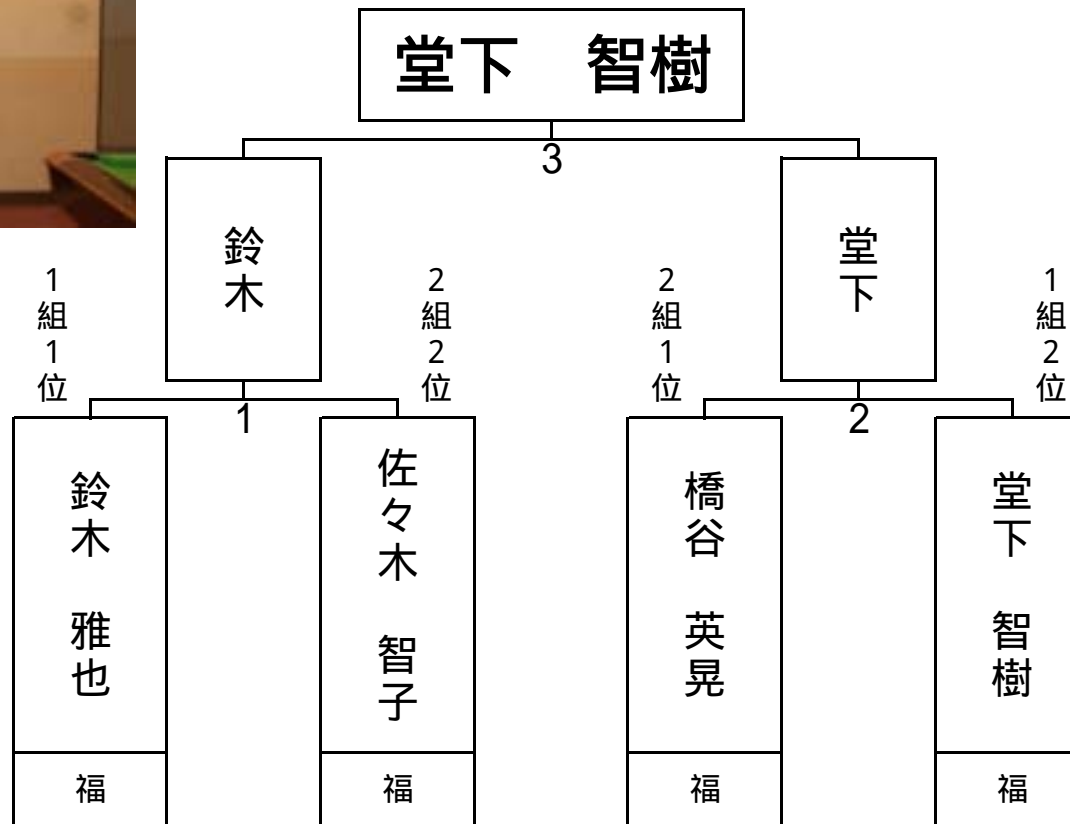 堂下　智樹
3
鈴木
堂下
1組1位
2組2位
2組1位
1組2位
1
2
鈴木　雅也
佐々木　智子
橋谷　英晃
堂下　智樹
福
福
福
福